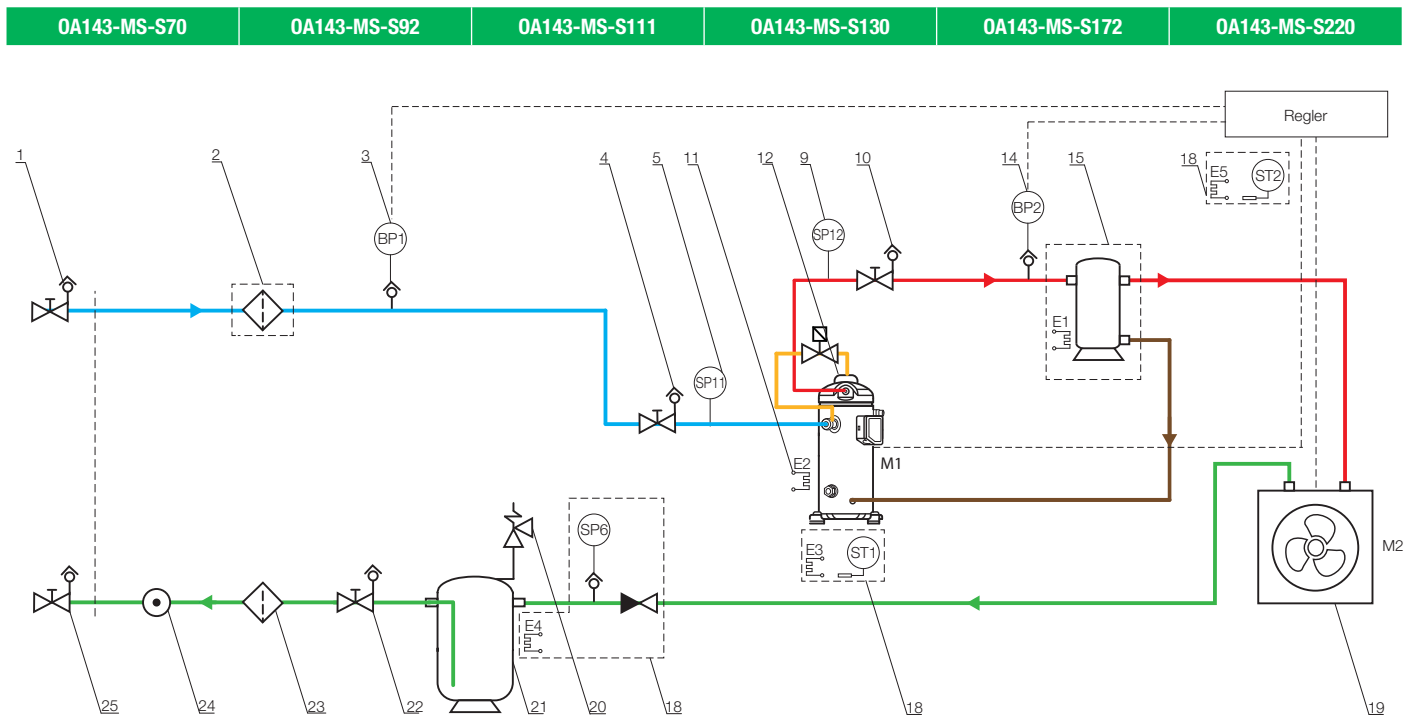 OA143-MS-S70 OA143-MS-S92 OA143-MS-S111 OA143-MS-S130 OA143-MS-S172 OA143-MS-S220
Regler
1 2 3 4 5 11 12 9 10 14 15 18
E5 ST2
BP1 SP12 BP2
E1
SP11
E2 M1
SP6 E3 ST1 M2
E4
25 24 23 22 21 20 18 18 19